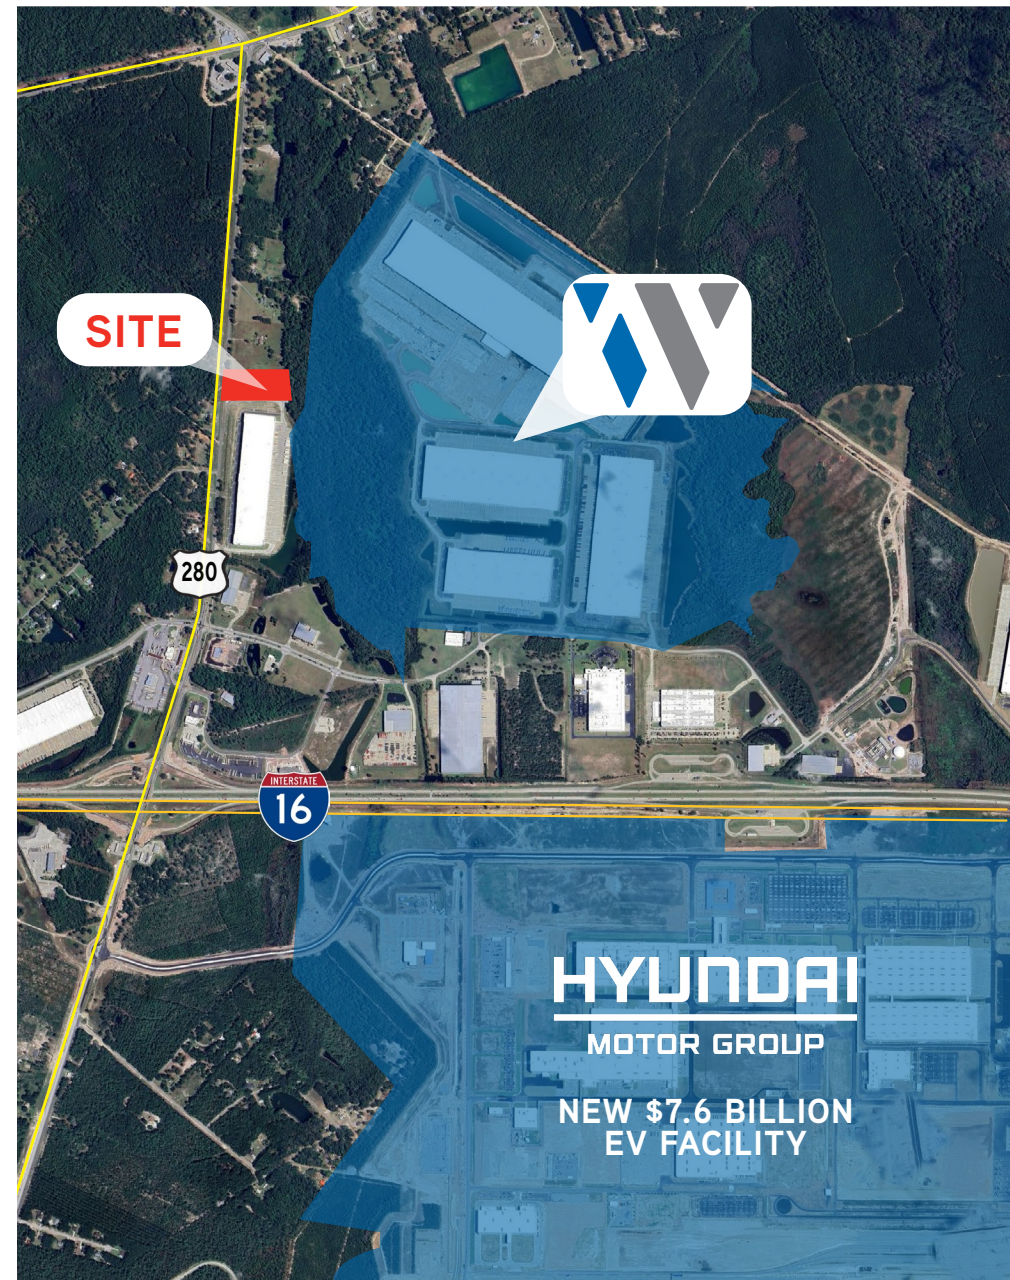 SITE
280
INTERSTATE
16
HYUNDAI
MOTOR GROUP
NEW $7.6 BILLION
EV FACILITY